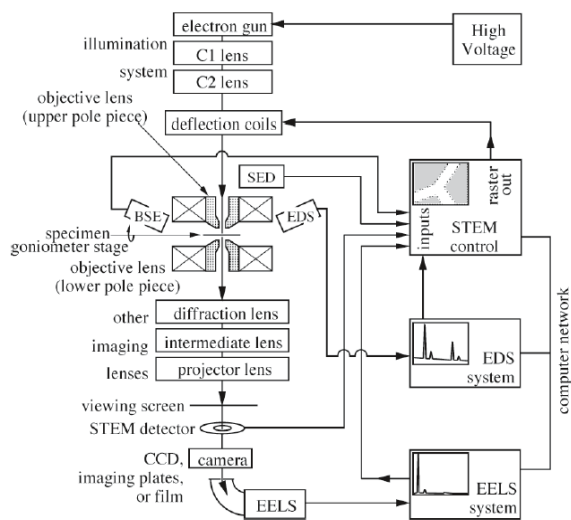 electron gun
High
Voltage
illumination
system
C1 lens
C2 lens
objective lens
(upper pole piece)
deflection coils
SED
raster
out
inputs
STEM
control
BSE
EDS
specimen
goniometer stage
objective lens
(lower pole piece)
other
imaging
lenses
diffraction lens
intermediate lens
projector lens
EDS
system
computer network
viewing screen
STEM detector
CCD,
imaging plates,
or film
camera
EELS
EELS
system